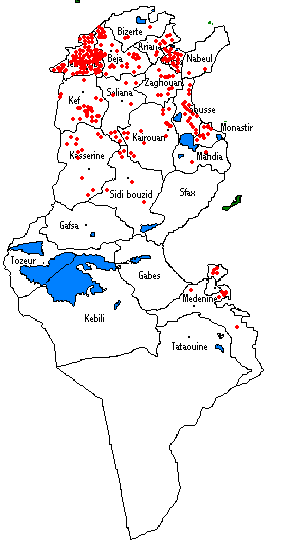 Bizerte
Ariana
Beja
Nabeul
Zaghouan
Kef
Siliana
Sousse
Monastir
Kairouan
Mahdia
Kasserine
Sidi bouzid
Sfax
Gafsa
Tozeur
Gabes
Medenine
Kebili
Tataouine